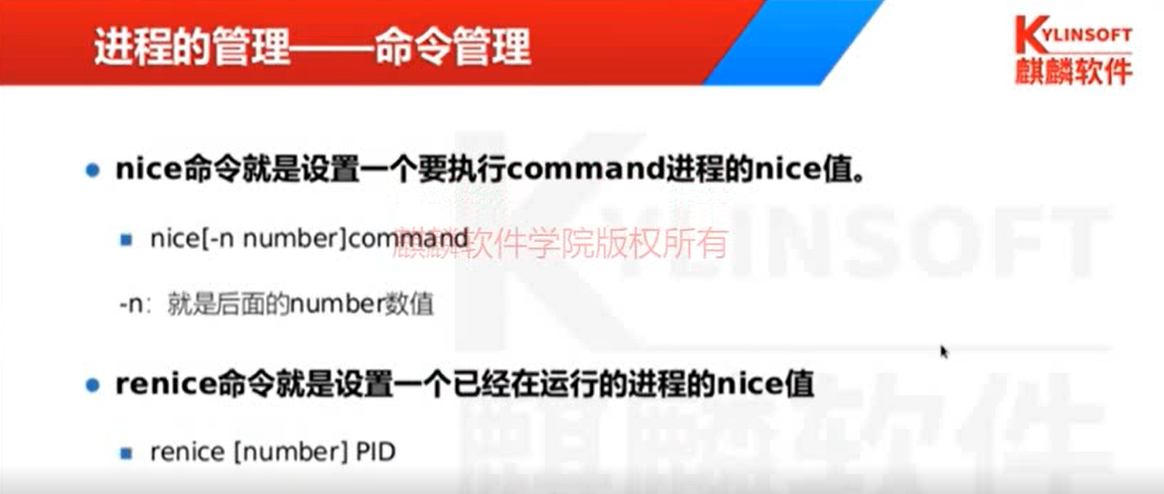 进程的管理——命令管理
KYLINSOFT
麒麟软件
nice命令就是设置一个要执行command进程的nice值。
nice[-n number]command
麒麟软件学院版权所有
-n：就是后面的number数值
renice命令就是设置一个已经在运行的进程的nice值
renice [number] PID
KYLINSOFT
麒麟软件